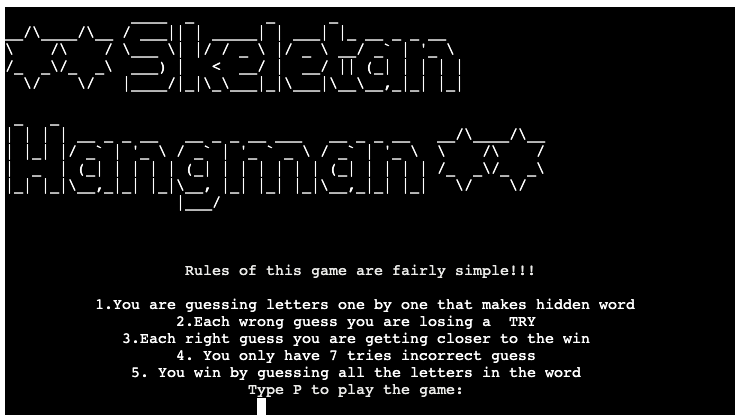 **Skeletan
Hangman**
Rules of this game are fairly simple!!!
1.You are guessing letters one by one that makes hidden word
2.Each wrong guess you are losing a  TRY
3.Each right guess you are getting closer to the win
4. You only have 7 tries incorrect guess
5. You win by guessing all the letters in the word
Type P to play the game: